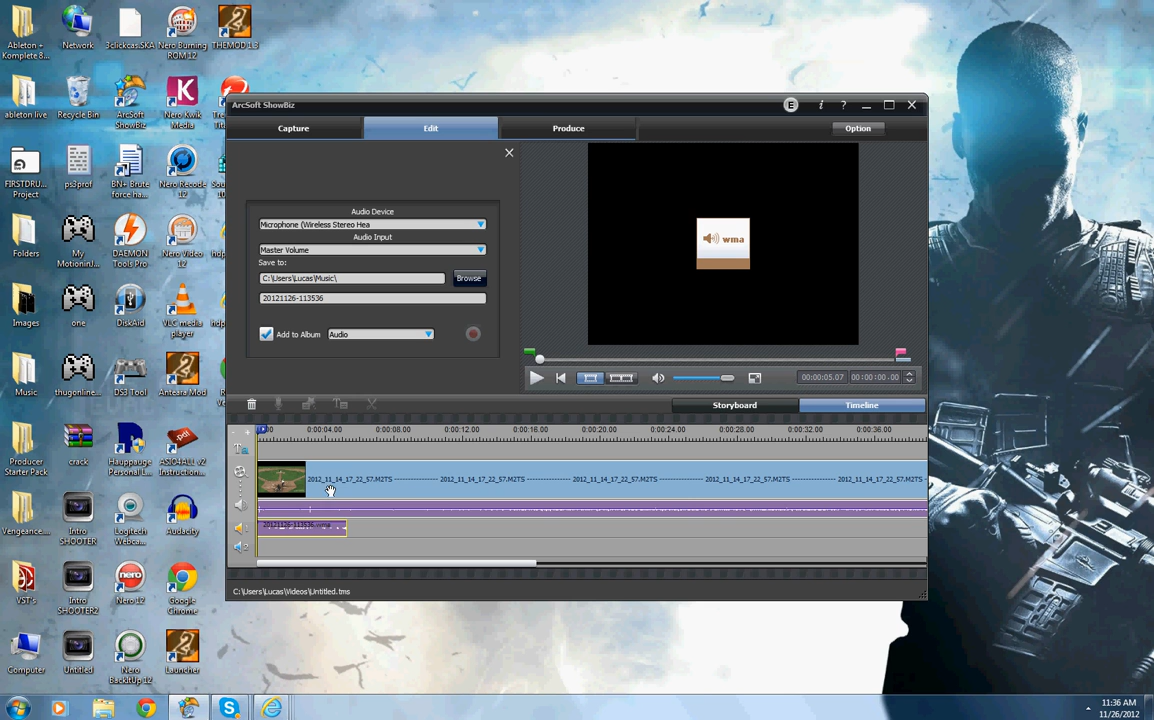 Ableton +
Komplete 8...
Network
3clickcas.SKA
Nero Burning
ROM 12
THEMOD 1.3
ableton live
Recycle Bin
ArcSoft
ShowBiz
Nero Kwik
Media
FIRSTDRU...
Project
ps3prof
BN+ Brute
force ha...
Nero Recode
12
Folders
My
MotioninJ...
DAEMON
Tools Pro
Nero Video
12
Images
one
DiskAid
VLC media
player
Music
thugonline...
DS3 Tool
Anteara Mod
Producer
Starter Pack
crack
Hauppauge
Personal L...
ASIO4ALL v2
Instruction...
Vengeance...
Intro
SHOOTER
Logitech
Webca...
Audacity
VST's
Intro
SHOOTER2
Nero 12
Google
Chrome
Computer
Untitled
Nero
BackItUp 12
Launcher
ArcSoft ShowBiz
E i ?
Capture
Edit
Produce
Option
Audio Device
Microphone (Wireless Stereo Hea
Audio Input
Master Volume
Save to:
C:\Users\Lucas\Music\
Browse
20121126-113536
Add to Album
Audio
wma
00:00:05.07
00:00:00.00
Storyboard
Timeline
0:00:04.00 0:00:08.00 0:00:12.00 0:00:16.00 0:00:20.00 0:00:24.00 0:00:28.00 0:00:32.00 0:00:36.00
2012_11_14_17_22_57.M2TS 2012_11_14_17_22_57.M2TS 2012_11_14_17_22_57.M2TS 2012_11_14_17_22_57.M2TS 2012_11_14_17_22_57.M2TS
20121126-113536.wma
C:\Users\Lucas\Videos\Untitled.tms
11:36 AM
11/26/2012